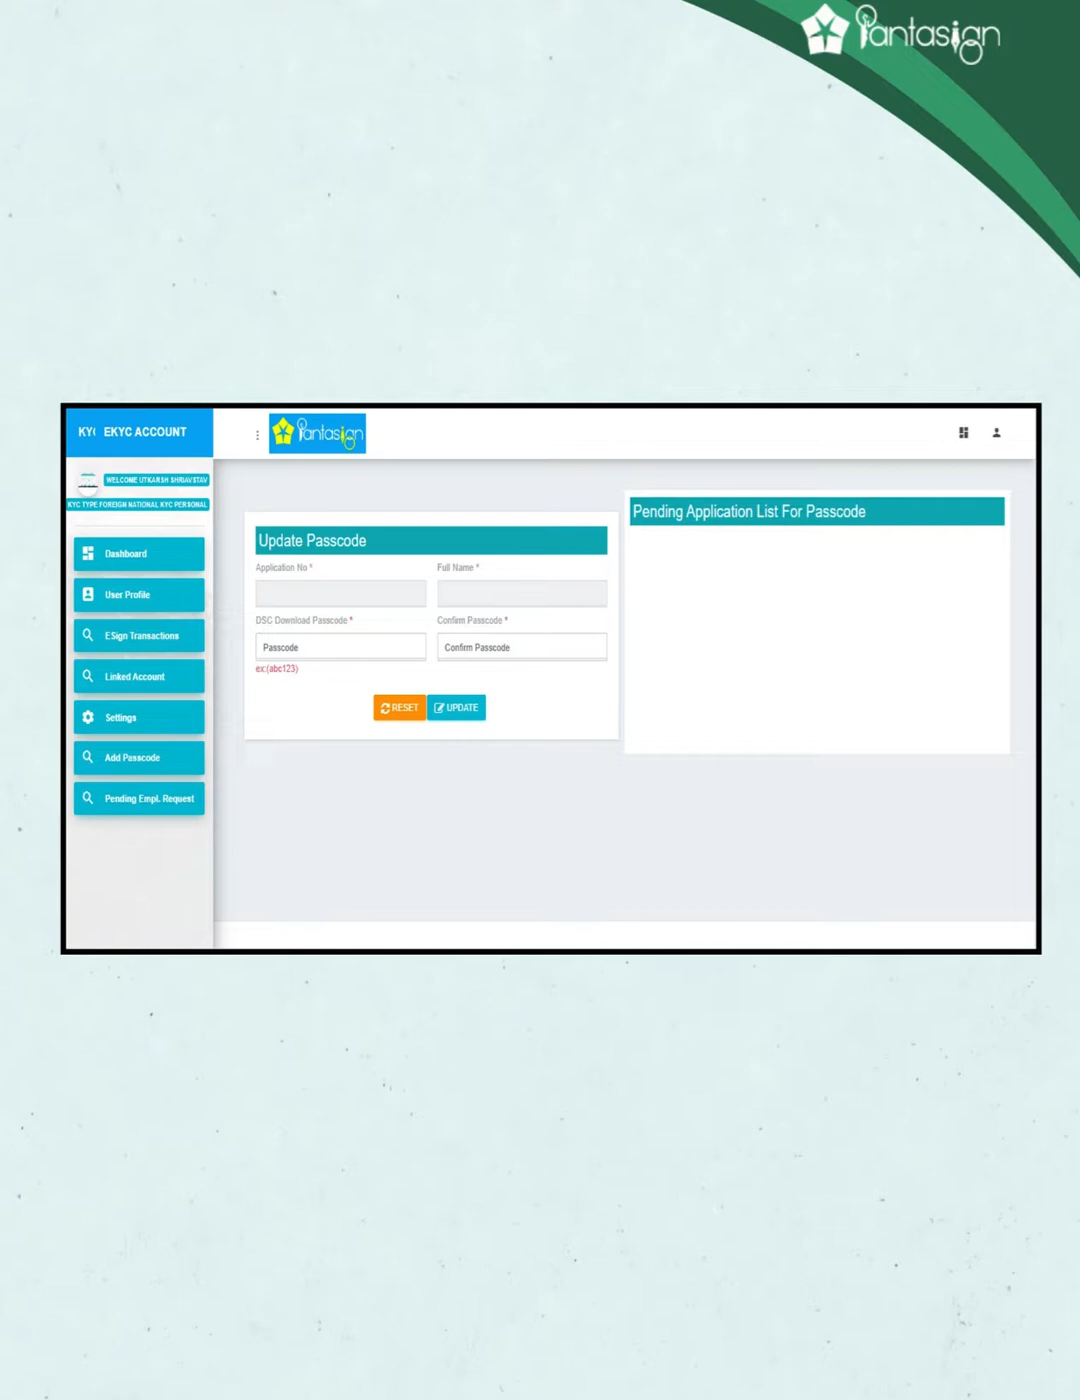 Pantasign
KYC EKYC ACCOUNT
Pantasign
WELCOME UTKARSH SHRIAVSTAV
KYC TYPE FOREIGN NATIONAL KYC PERSONAL
Dashboard
User Profile
ESign Transactions
Linked Account
Settings
Add Passcode
Pending Empl. Request
Update Passcode
Application No *
Full Name *
DSC Download Passcode *
Confirm Passcode *
Passcode
Confirm Passcode
ex:(abc123)
RESET
UPDATE
Pending Application List For Passcode